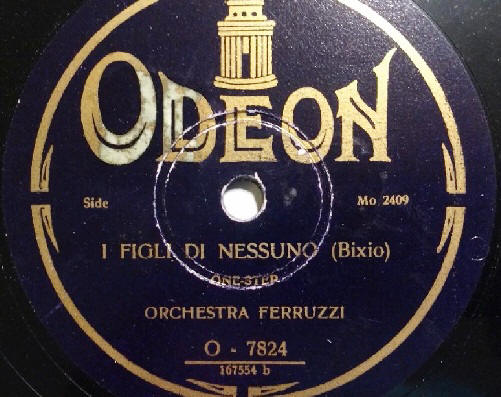 ODEON
Side Mo 2409
I FIGLI DI NESSUNO (Bixio)
ONE-STEP
ORCHESTRA FERRUZZI
O - 7824
167554 b